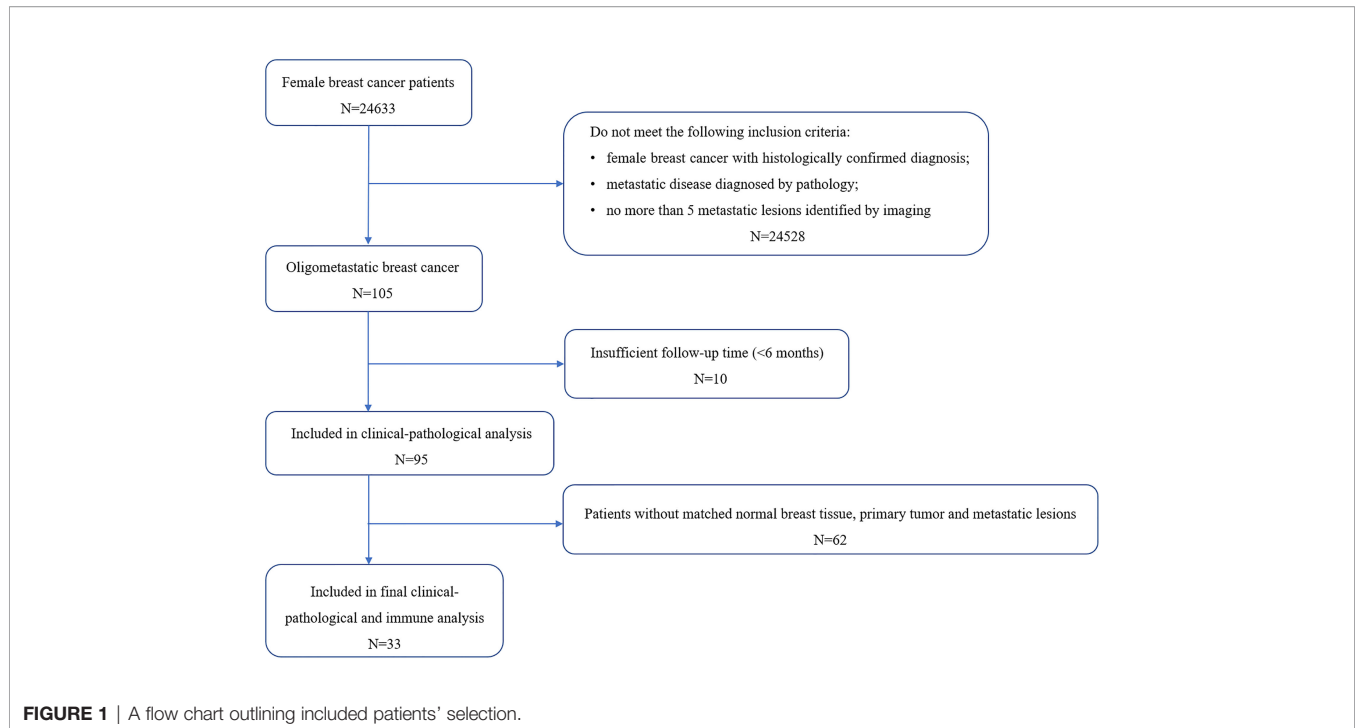 Female breast cancer patients
N=24633
Do not meet the following inclusion criteria:
• female breast cancer with histologically confirmed diagnosis;
• metastatic disease diagnosed by pathology;
• no more than 5 metastatic lesions identified by imaging
N=24528
Oligometastatic breast cancer
N=105
Insufficient follow-up time (<6 months)
N=10
Included in clinical-pathological analysis
N=95
Patients without matched normal breast tissue, primary tumor and metastatic lesions
N=62
Included in final clinical-
pathological and immune analysis
N=33
FIGURE 1 | A flow chart outlining included patients' selection.